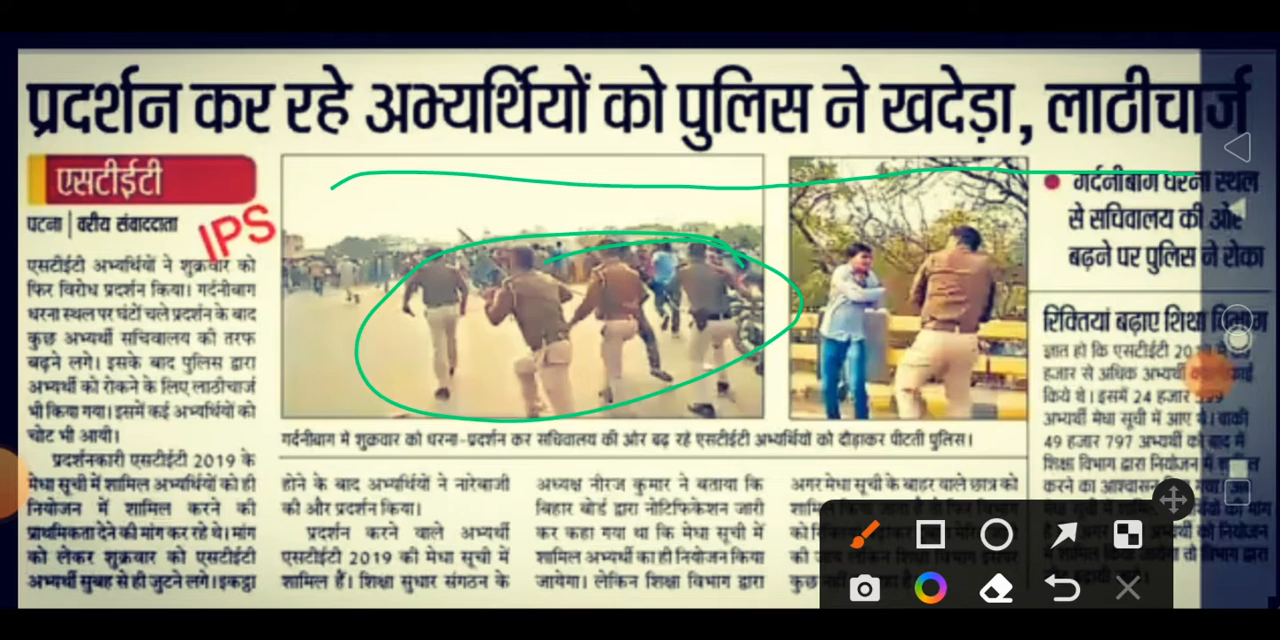 प्रदर्शन कर रहे अभ्यर्थियों को पुलिस ने खदेड़ा, लाठीचार्ज
एसटीईटी
पटना | वरीय संवाददाता
IPS
एसटीईटी अभ्यर्थियों ने शुक्रवार को
फिर विरोध प्रदर्शन किया। गर्दनीबाग
धरना स्थल पर घंटों चले प्रदर्शन के बाद
कुछ अभ्यर्थी सचिवालय की तरफ
बढ़ने लगे। इसके बाद पुलिस द्वारा
अभ्यर्थी को रोकने के लिए लाठीचार्ज
भी किया गया। इसमें कई अभ्यर्थियों को
चोट भी आयी।
प्रदर्शनकारी एसटीईटी 2019 के
मेधा सूची में शामिल अभ्यर्थियों को ही
नियोजन में शामिल करने की
प्राथमिकता देने की मांग कर रहे थे। मांग
को लेकर शुक्रवार को एसटीईटी
अभ्यर्थी सुबह से ही जुटने लगे। इकट्ठा
गर्दनीबाग में शुक्रवार को धरना-प्रदर्शन कर सचिवालय की ओर बढ़ रहे एसटीईटी अभ्यर्थियों को दौड़ाकर पीटती पुलिस।
होने के बाद अभ्यर्थियों ने नारेबाजी
की और प्रदर्शन किया।
प्रदर्शन करने वाले अभ्यर्थी
एसटीईटी 2019 की मेधा सूची में
शामिल हैं। शिक्षा सुधार संगठन के
अध्यक्ष नीरज कुमार ने बताया कि
बिहार बोर्ड द्वारा नोटिफिकेशन जारी
कर कहा गया था कि मेधा सूची में
शामिल अभ्यर्थी का ही नियोजन किया
जायेगा। लेकिन शिक्षा विभाग द्वारा
अगर मेधा सूची के बाहर वाले छात्र को
शामिल किया जाता है
को
कुछ
गर्दनीबाग धरना स्थल
से सचिवालय की ओर
बढ़ने पर पुलिस ने रोका
रिक्तियां बढ़ाए शिक्षा विभाग
ज्ञात हो कि एसटीईटी
हजार से अधिक अभ्यर्थी
किये थे। इसमें 24 हजार
अभ्यर्थी मेधा सूची में आए थे। बाकी
49 हजार 797 अभ्यर्थी को बाद में
शिक्षा विभाग द्वारा नियोजन में
करने का आश्वासन